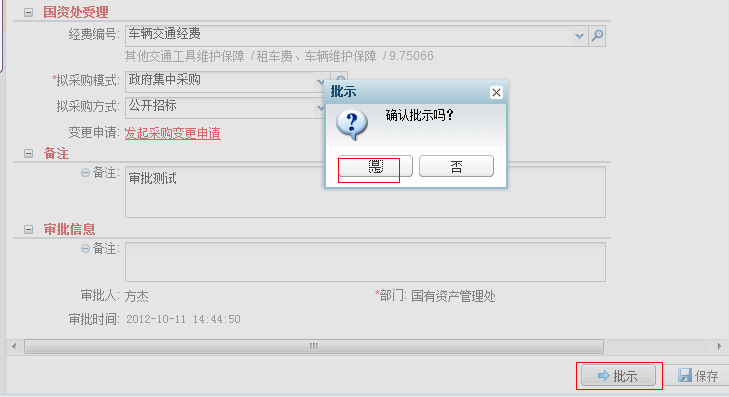 国资处受理
经费编号: 车辆交通经费
其他交通工具维护保障 / 租车费、车辆维护保障 / 9.75066
*拟采购模式: 政府集中采购
拟采购方式: 公开招标
变更申请: 发起采购变更申请
批示
确认批示吗?
是 否
备注
备注: 审批测试
审批信息
备注:
审批人: 方杰 *部门: 国有资产管理处
审批时间: 2012-10-11 14:44:50
批示 保存